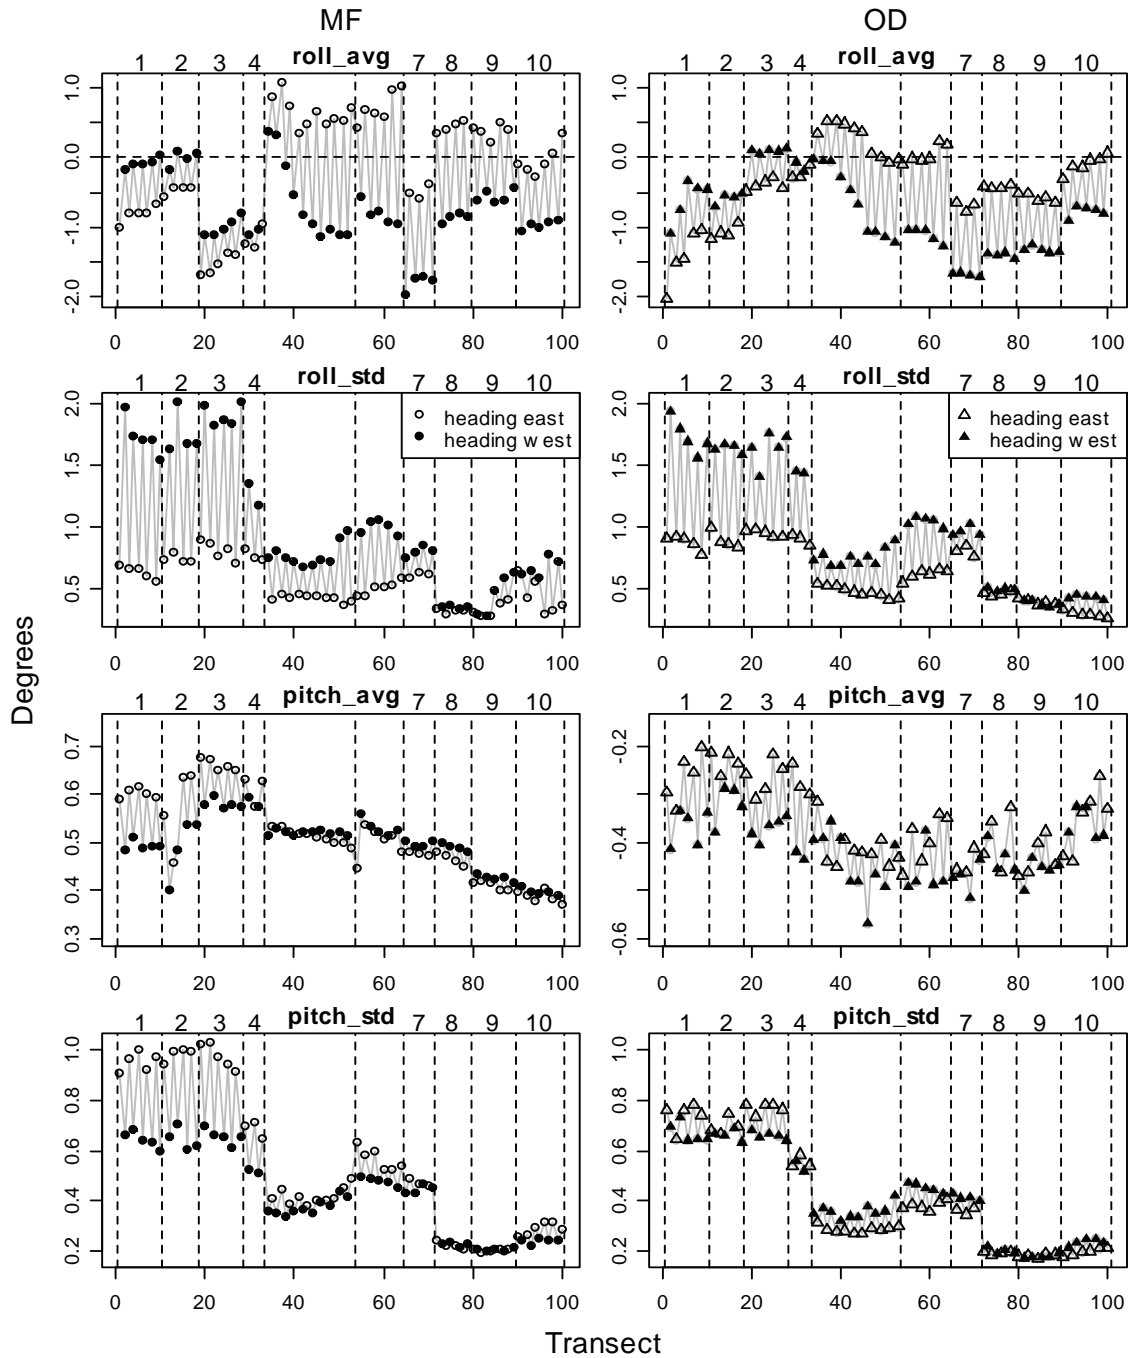 MF
OD
1 2 3 4 roll_avg 7 8 9 10
1 2 3 4 roll_avg 7 8 9 10
1.0
0.0
-1.0
-2.0
0 20 40 60 80 100
1.0
0.0
-1.0
-2.0
0 20 40 60 80 100
1 2 3 4 roll_std 7 8 9 10
1 2 3 4 roll_std 7 8 9 10
heading east
heading w est
heading east
heading w est
2.0
1.5
1.0
0.5
0 20 40 60 80 100
2.0
1.5
1.0
0.5
0 20 40 60 80 100
Degrees
1 2 3 4 pitch_avg 7 8 9 10
1 2 3 4 pitch_avg 7 8 9 10
0.7
0.6
0.5
0.4
0.3
0 20 40 60 80 100
-0.2
-0.4
-0.6
0 20 40 60 80 100
1 2 3 4 pitch_std 7 8 9 10
1 2 3 4 pitch_std 7 8 9 10
1.0
0.8
0.6
0.4
0.2
0 20 40 60 80 100
1.0
0.8
0.6
0.4
0.2
0 20 40 60 80 100
Transect